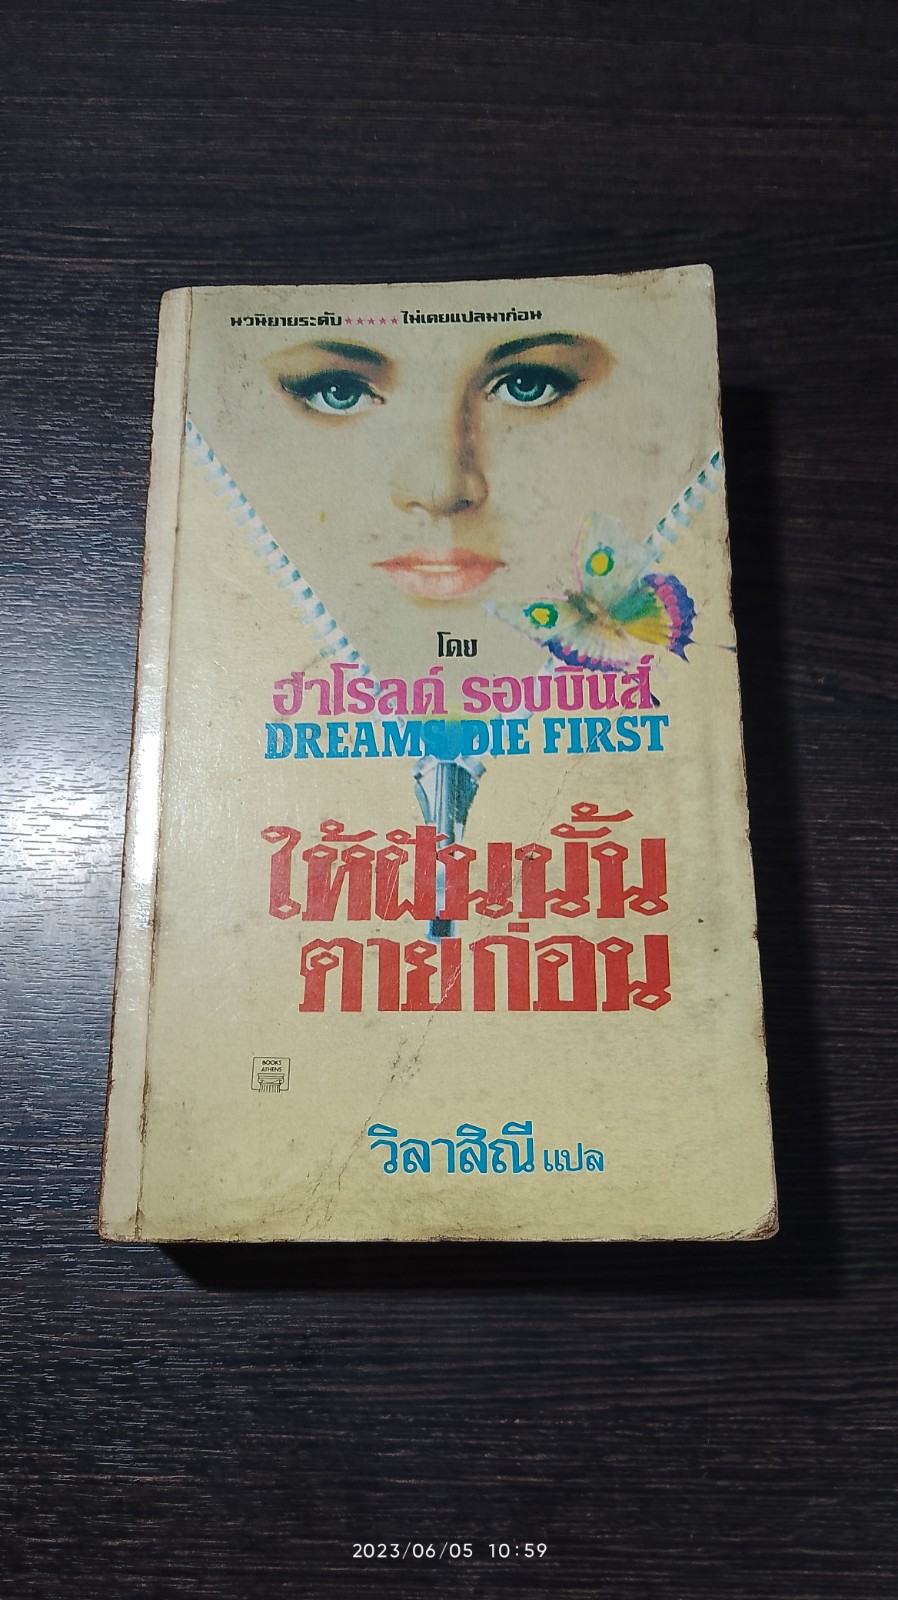 นวนิยายระดับ★★★★★ไม่เคยแปลมาก่อน
โดย
ฮาโรลด์ รอบบินส์
DREAMS DIE FIRST
ให้ฝันนั้น
ตายก่อน
BOOKS
ATHENS
วิลาสิณี แปล
2023/06/05 10:59